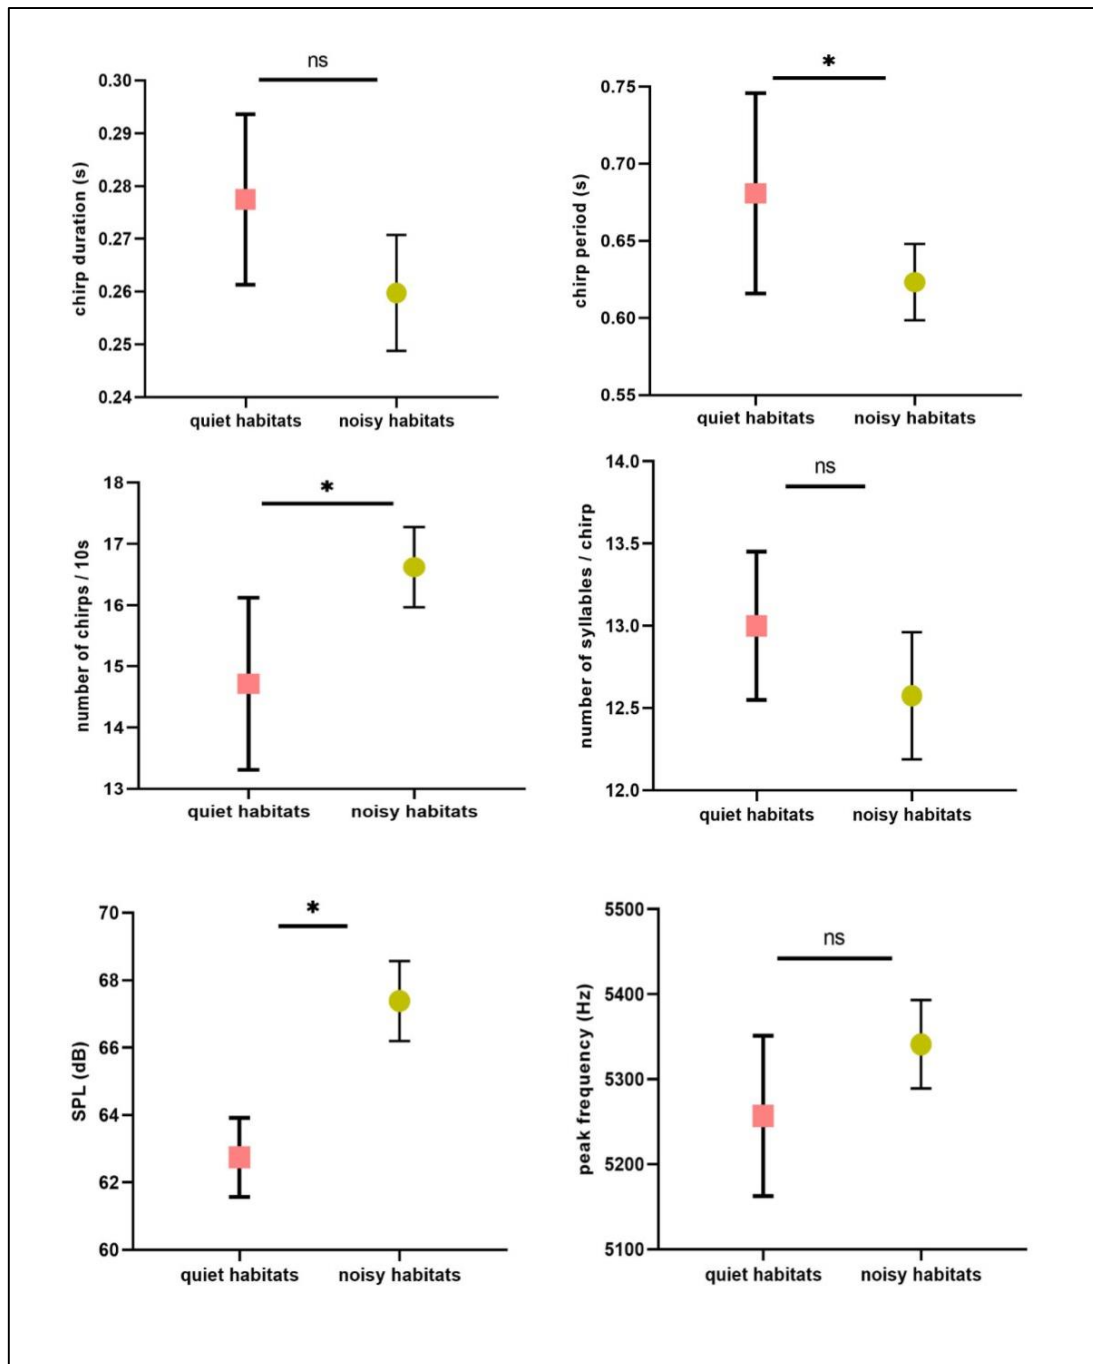 ns
0.30
0.29
0.28
0.27
0.26
0.25
0.24
chirp duration (s)
quiet habitats noisy habitats
*
0.75
0.70
0.65
0.60
0.55
chirp period (s)
quiet habitats noisy habitats
*
18
17
16
15
14
13
number of chirps / 10s
quiet habitats noisy habitats
ns
14.0
13.5
13.0
12.5
12.0
number of syllables / chirp
quiet habitats noisy habitats
*
70
68
66
64
62
60
SPL (dB)
quiet habitats noisy habitats
ns
5500
5400
5300
5200
5100
peak frequency (Hz)
quiet habitats noisy habitats